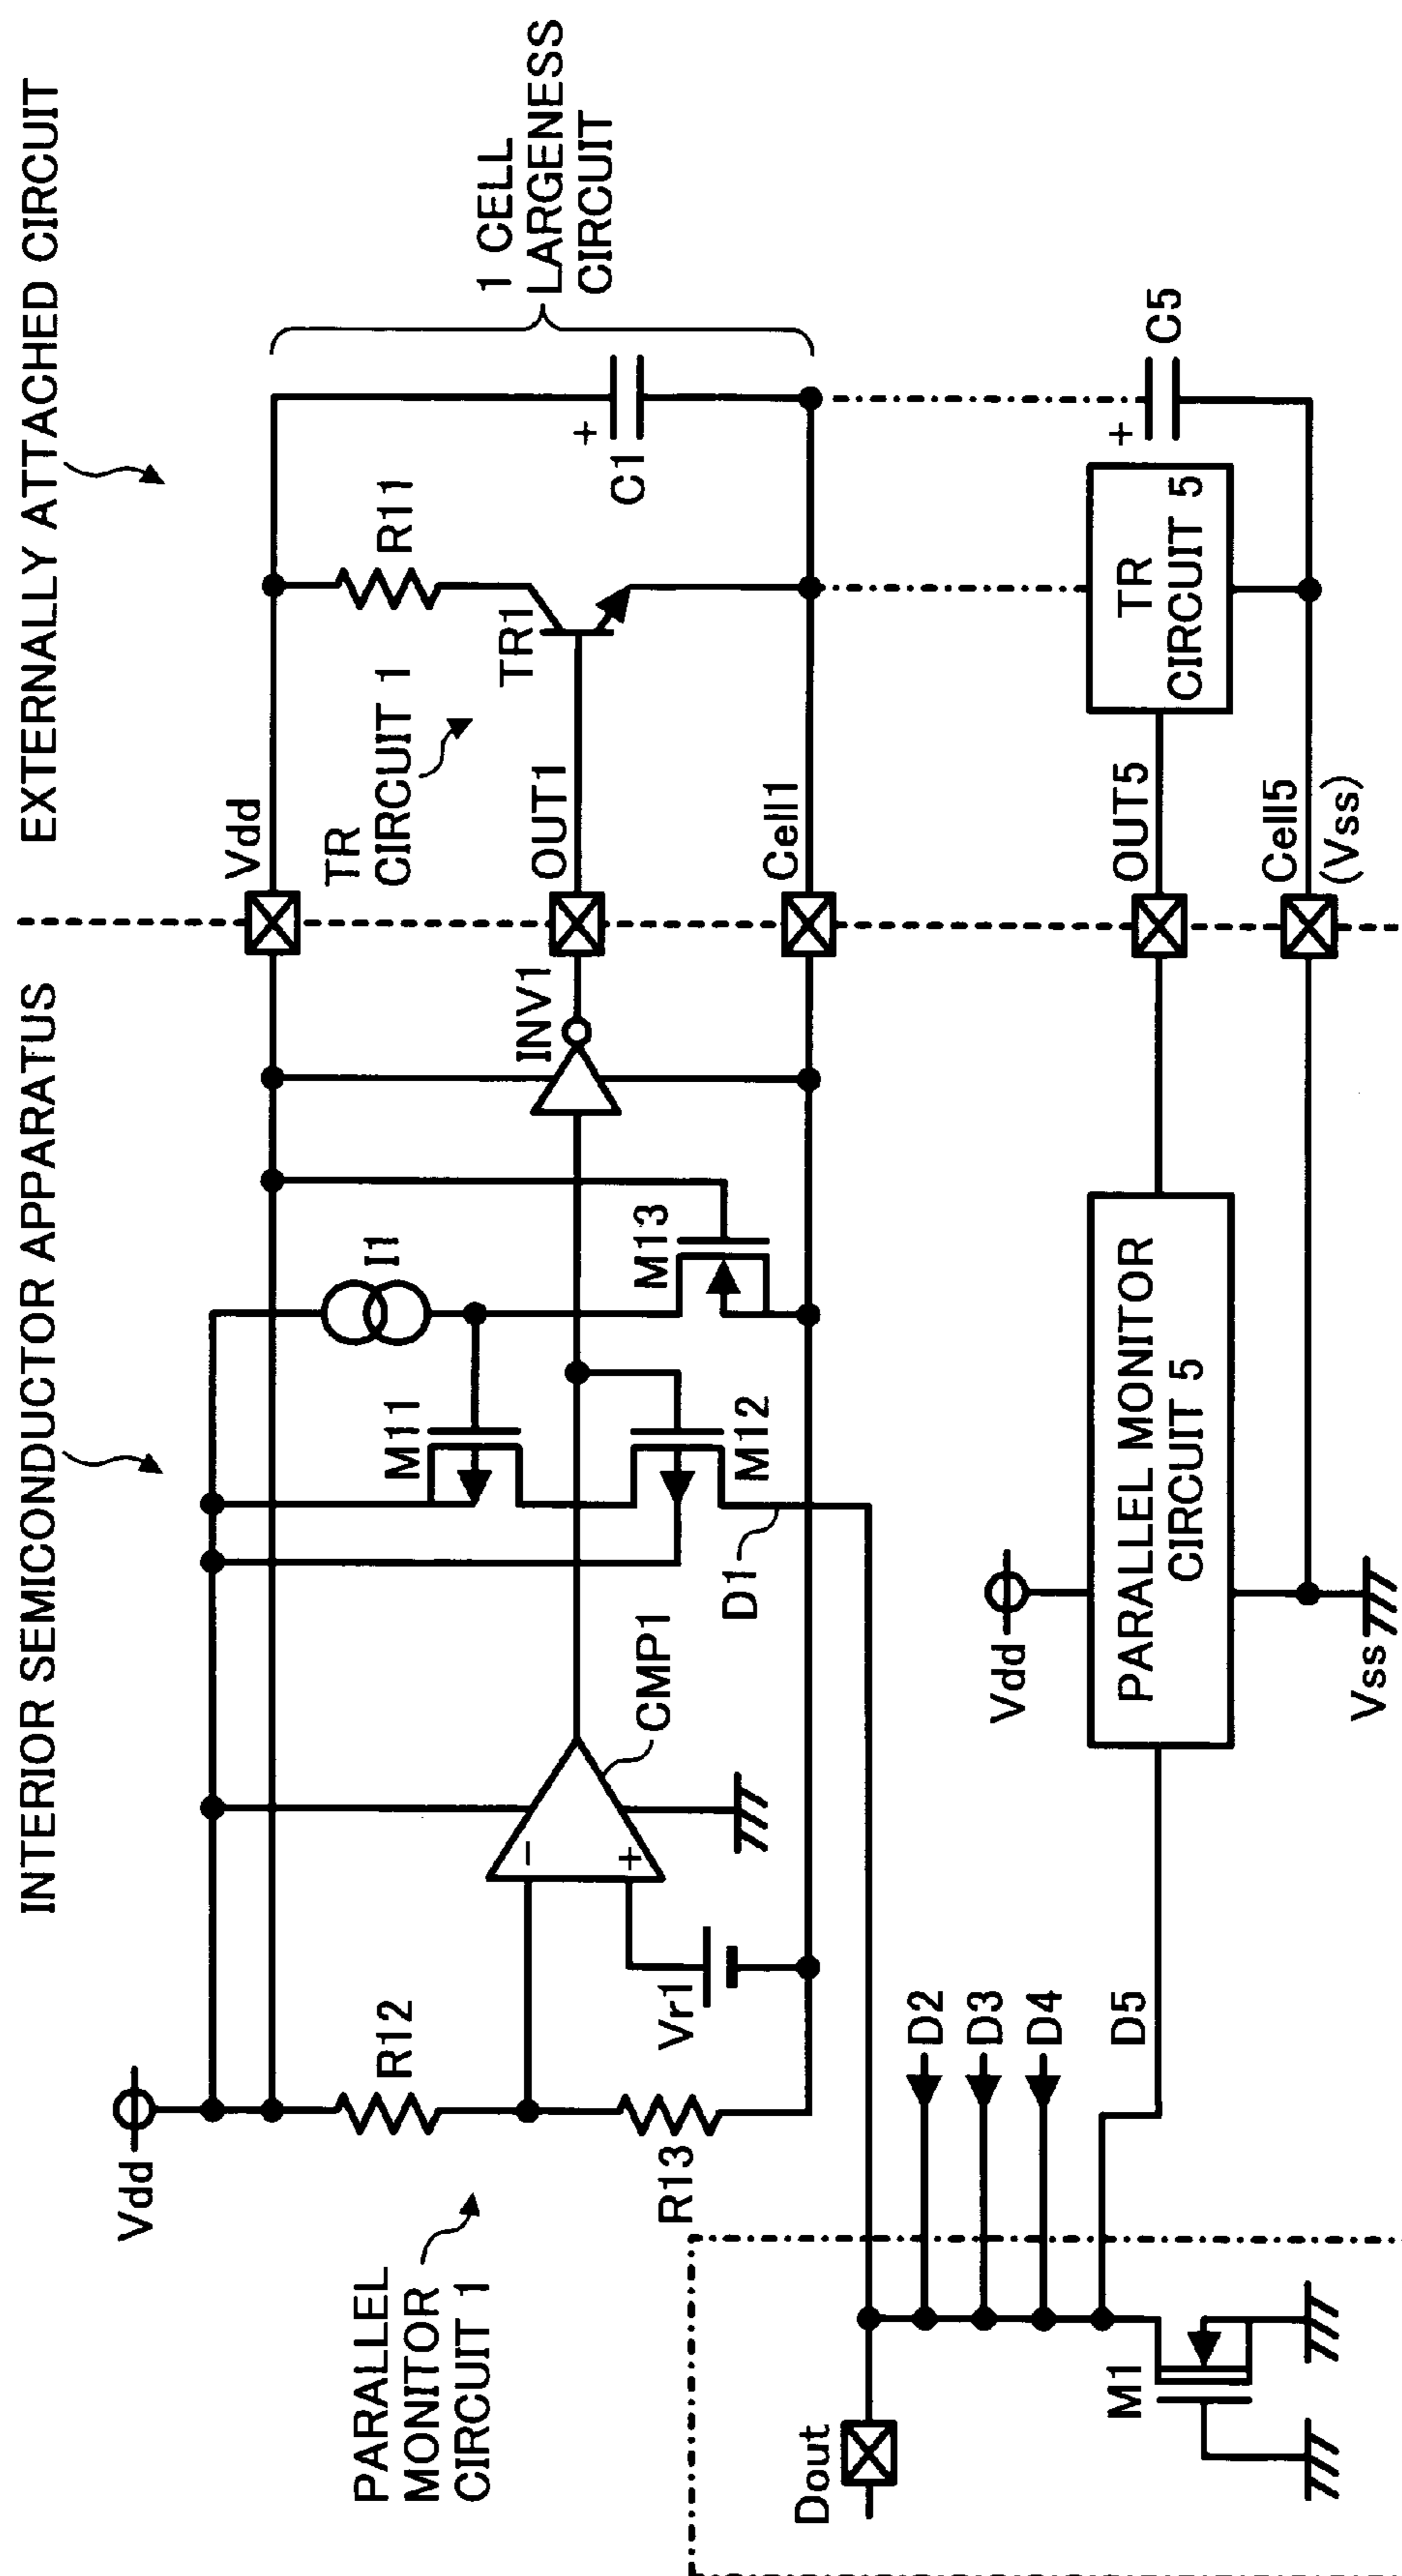 INTERIOR SEMICONDUCTOR APPARATUS
EXTERNALLY ATTACHED CIRCUIT
Vdd
Vdd
PARALLEL
MONITOR
CIRCUIT 1
R12
R13
Vr1
−
+
CMP1
M11
M12
D1
I1
M13
INV1
OUT1
Cell1
TR
CIRCUIT 1
TR1
R11
+
C1
1 CELL
LARGENESS
CIRCUIT
Dout
D2
D3
D4
D5
M1
Vdd
PARALLEL MONITOR
CIRCUIT 5
Vss
OUT5
Cell5
(Vss)
TR
CIRCUIT 5
+
C5